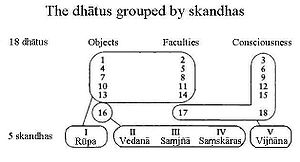 The dhātus grouped by skandhas
18 dhātus Objects Faculties Consciousness
1 2 3
4 5 6
7 8 9
10 11 12
13 14 15
16 17 18
I II III IV V
5 skandhas Rūpa Vedanā Samjnā Samskāras Vijñāna